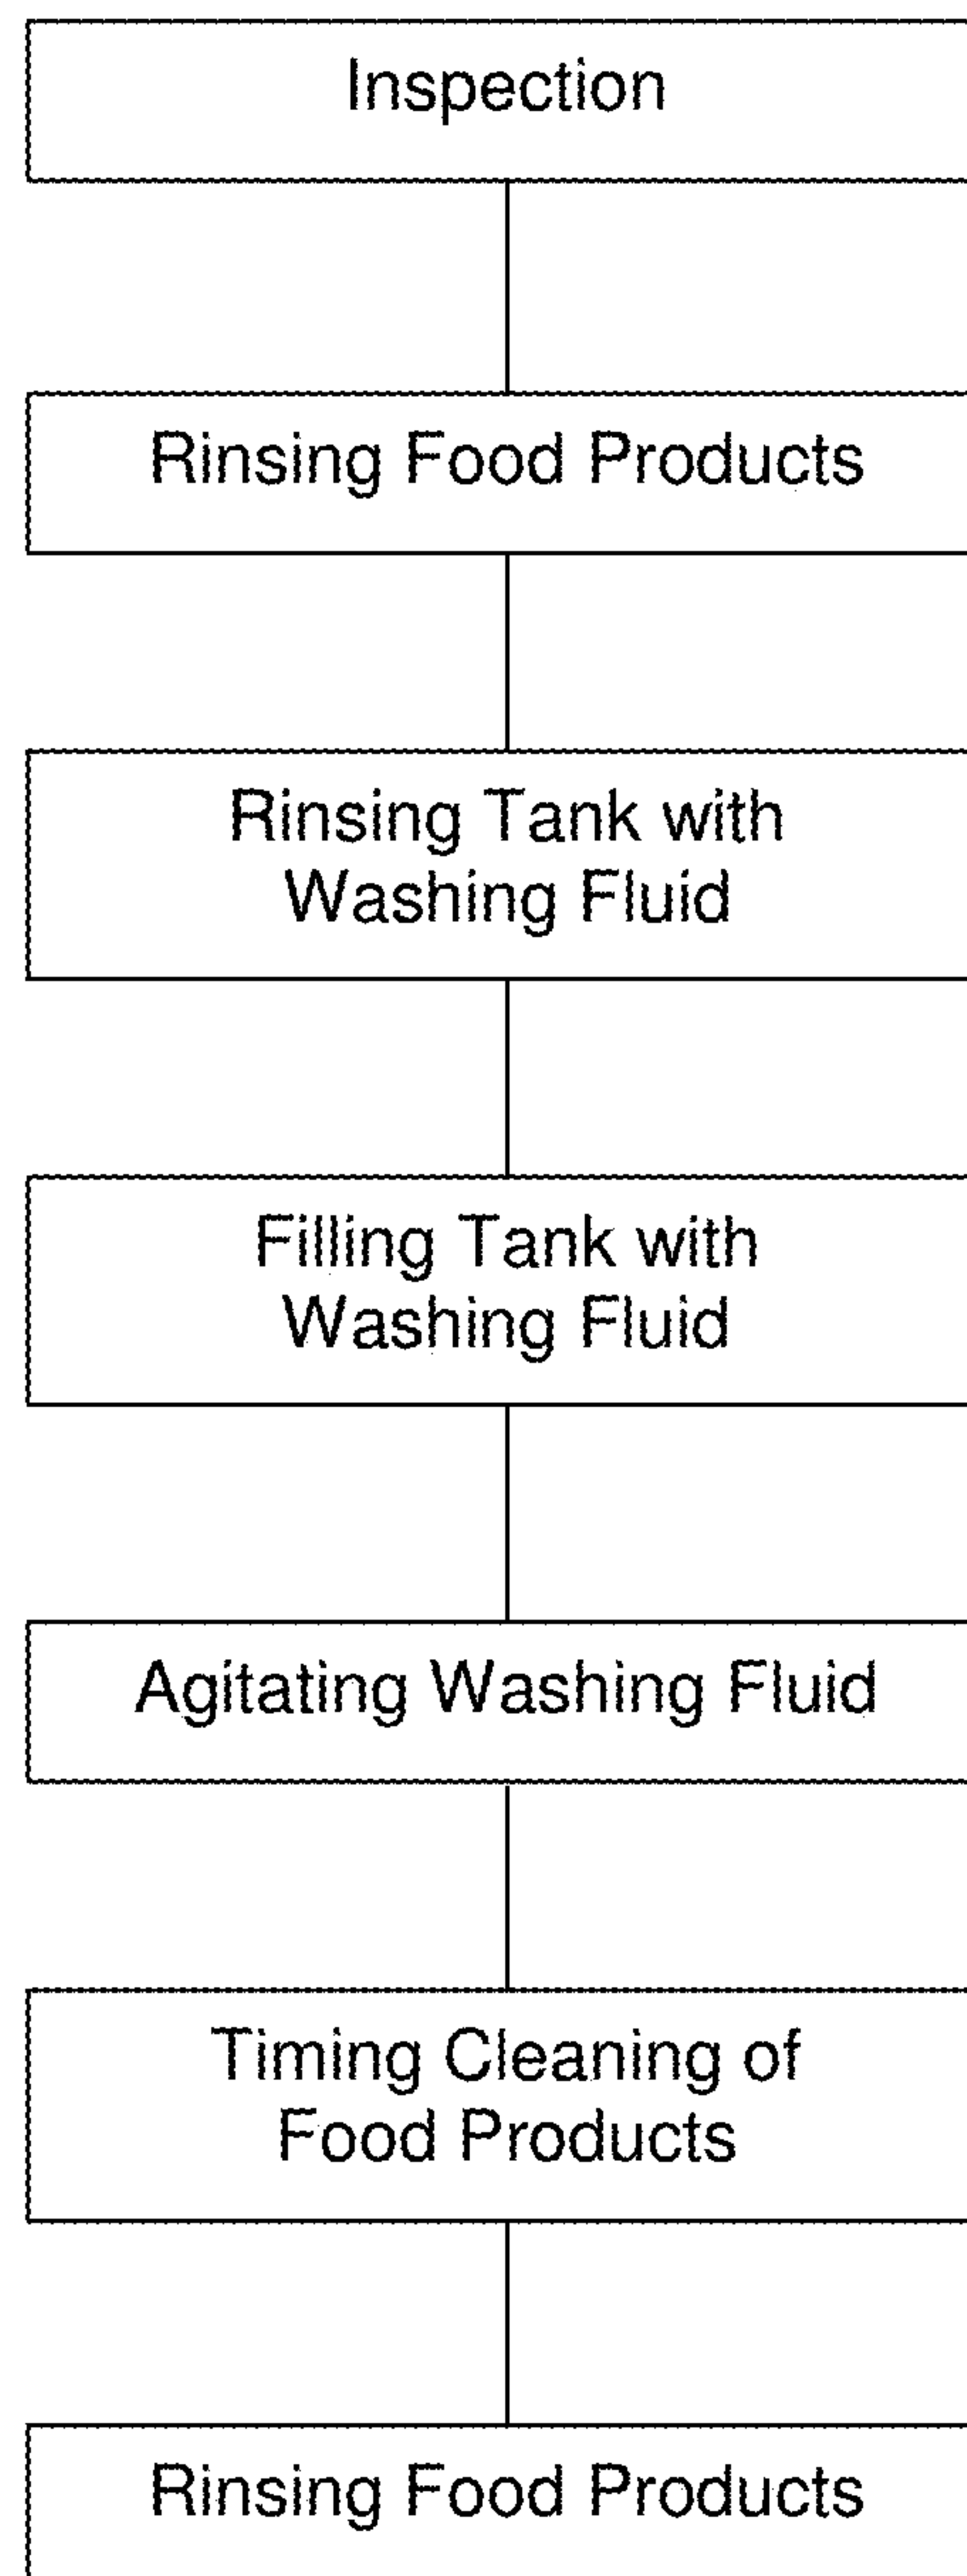 Inspection
Rinsing Food Products
Rinsing Tank with
Washing Fluid
Filling Tank with
Washing Fluid
Agitating Washing Fluid
Timing Cleaning of
Food Products
Rinsing Food Products